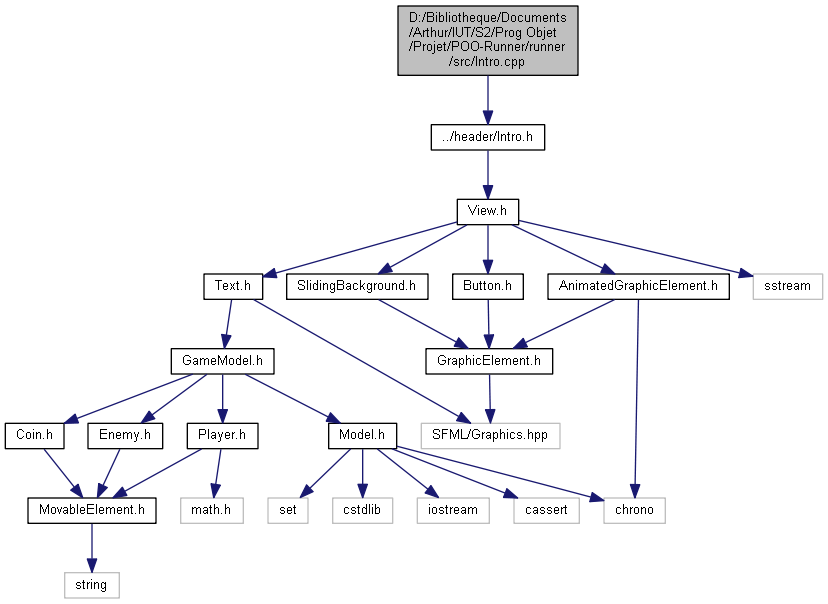 D:/Bibliotheque/Documents
/Arthur/IUT/S2/Prog Objet
/Projet/POO-Runner/runner
/src/Intro.cpp
../header/Intro.h
View.h
Text.h
SlidingBackground.h
Button.h
AnimatedGraphicElement.h
sstream
GameModel.h
GraphicElement.h
Coin.h
Enemy.h
Player.h
Model.h
SFML/Graphics.hpp
MovableElement.h
math.h
set
cstdlib
iostream
cassert
chrono
string